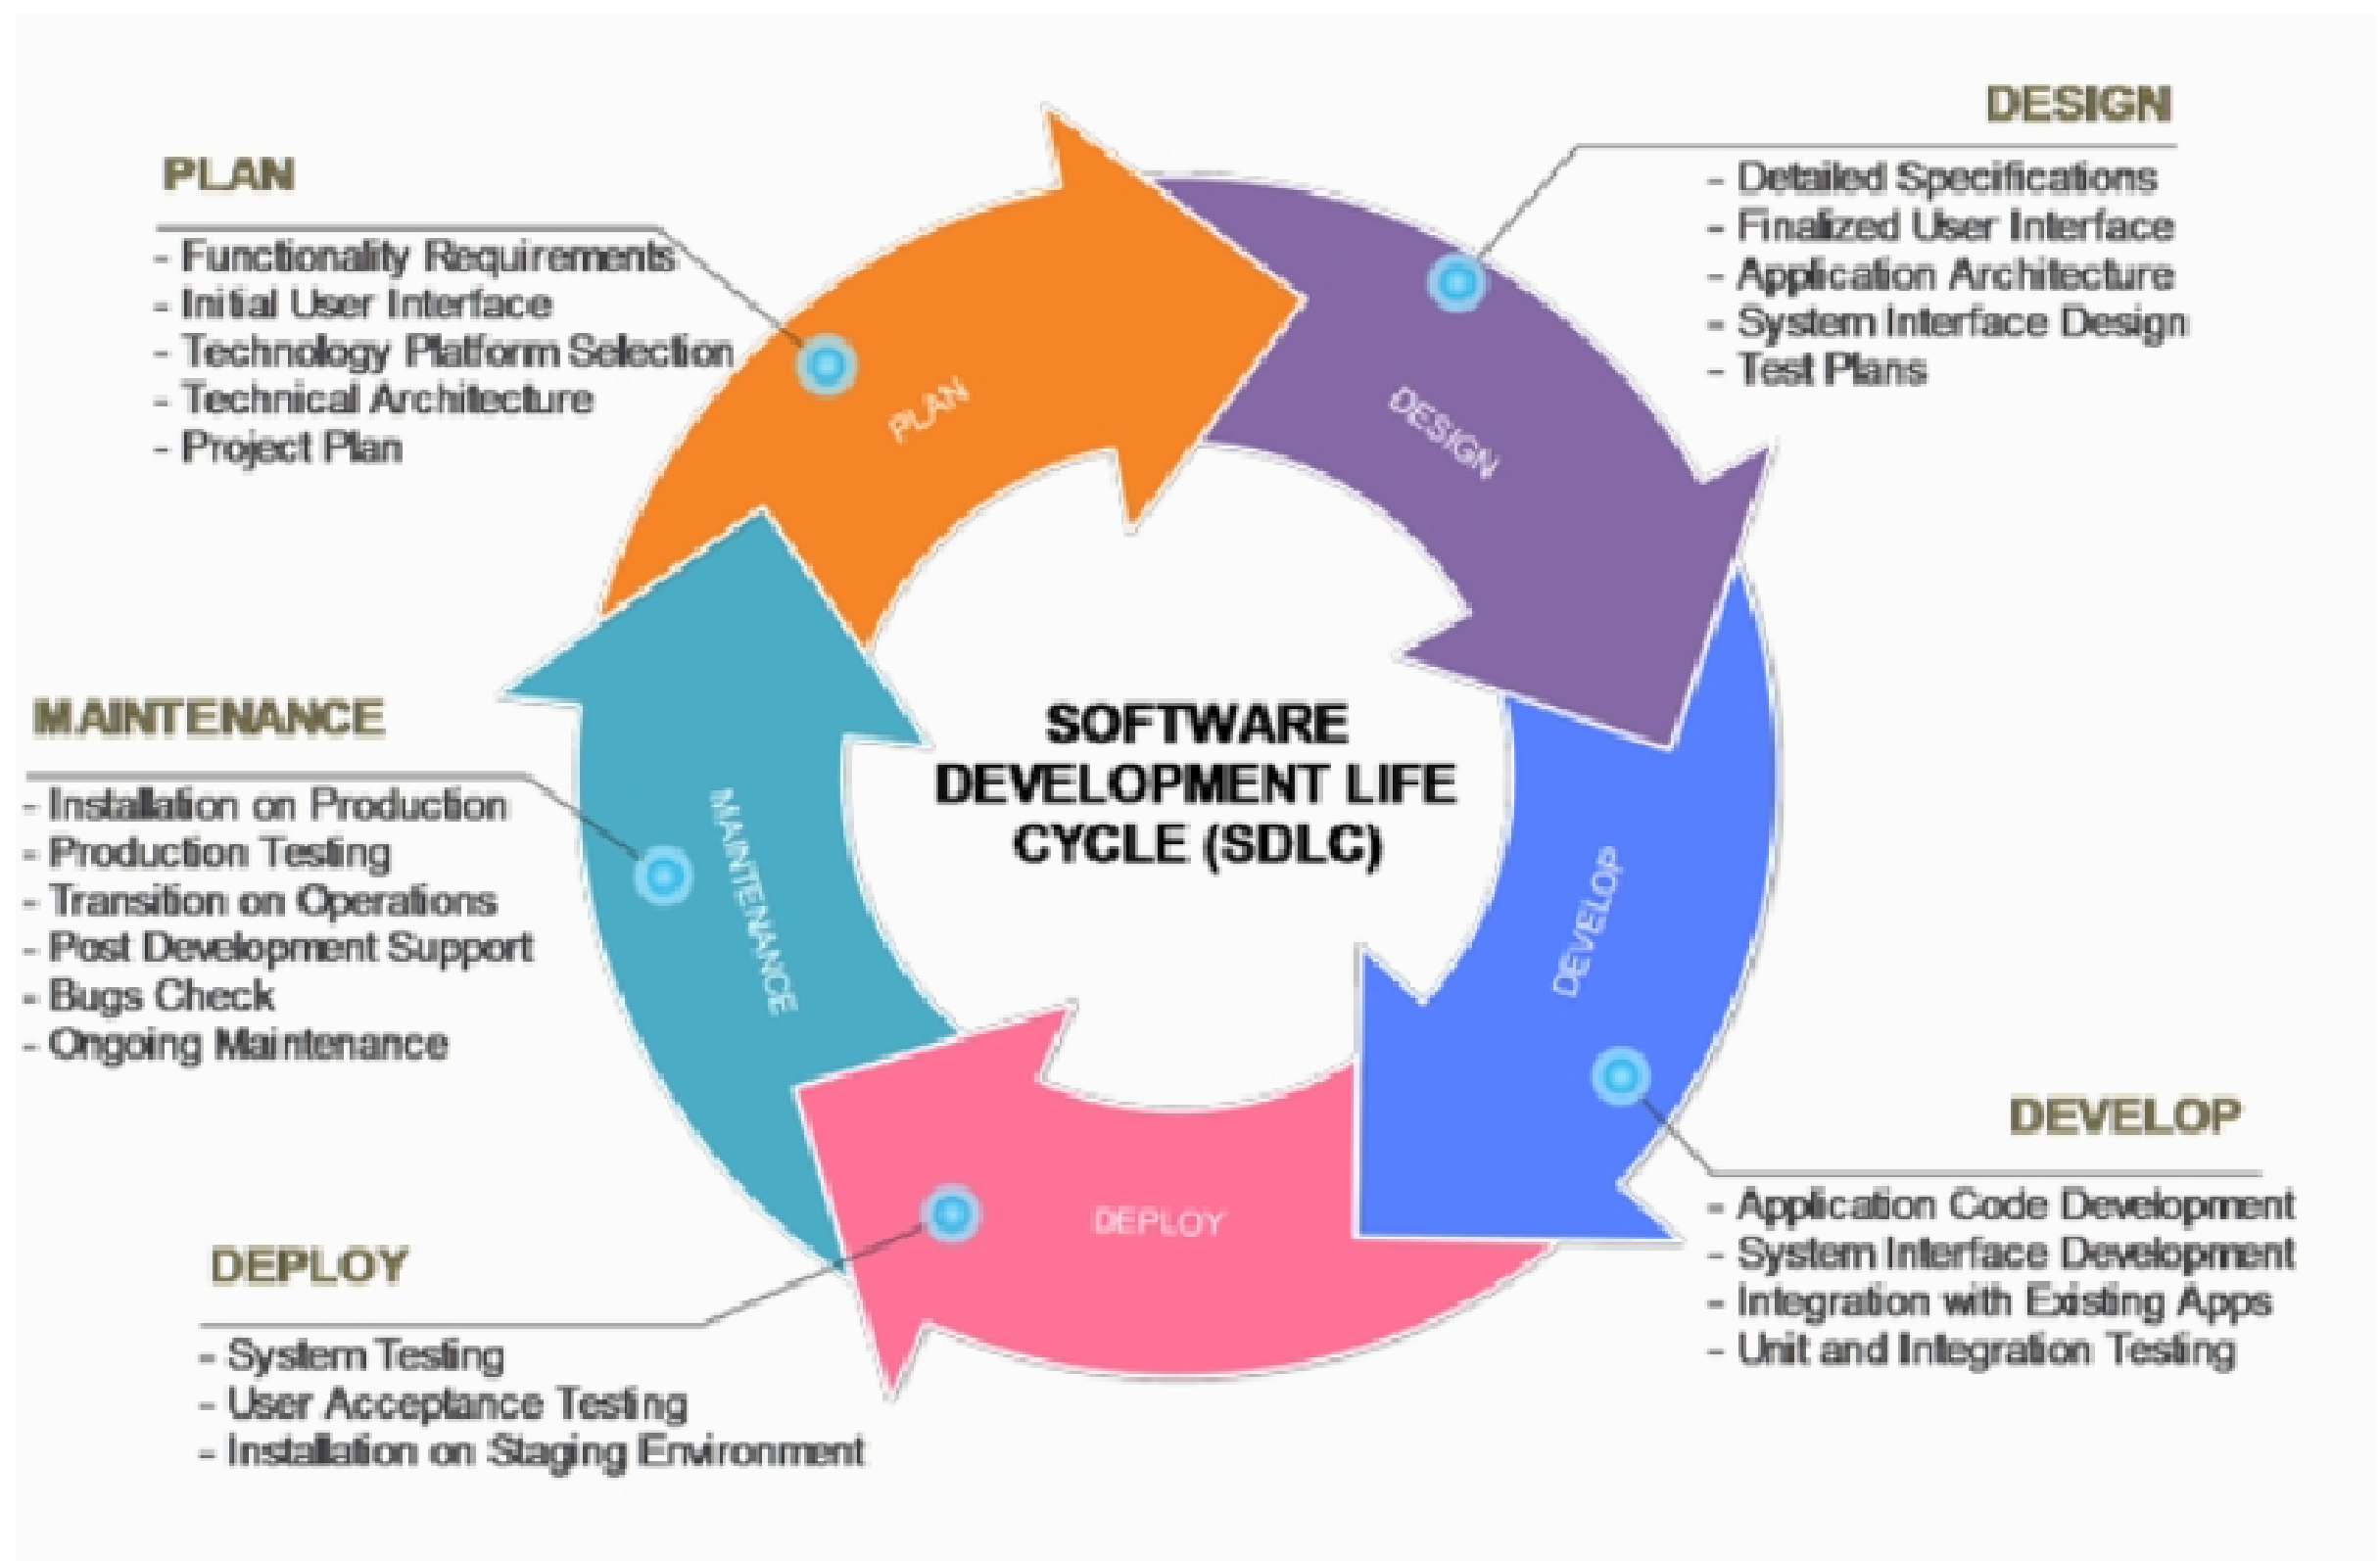 PLAN
- Functionality Requirements
- Initial User Interface
- Technology Platform Selection
- Technical Architecture
- Project Plan
DESIGN
- Detailed Specifications
- Finalized User Interface
- Application Architecture
- System Interface Design
- Test Plans
PLAN
DESIGN
MAINTENANCE
- Installation on Production
- Production Testing
- Transition on Operations
- Post Development Support
- Bugs Check
- Ongoing Maintenance
MAINTENANCE
SOFTWARE
DEVELOPMENT LIFE
CYCLE (SDLC)
DEVELOP
DEVELOP
- Application Code Development
- System Interface Development
- Integration with Existing Apps
- Unit and Integration Testing
DEPLOY
DEPLOY
- System Testing
- User Acceptance Testing
- Installation on Staging Environment